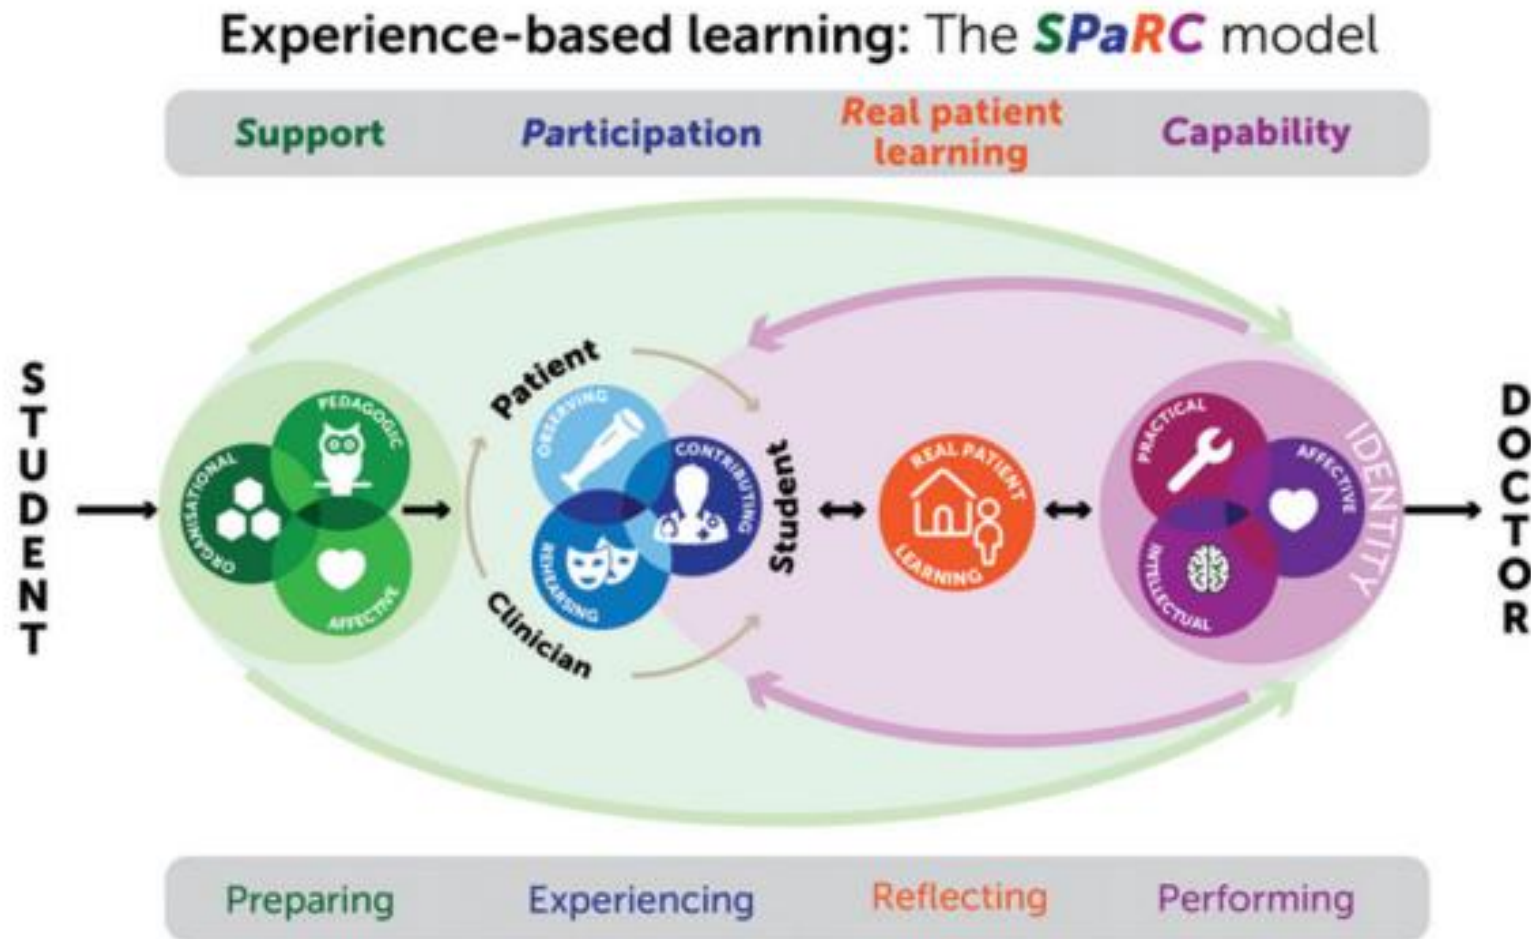 Experience-based learning: The SPaRC model
Support
Participation
Real patient
learning
Capability
STUDENT
ORGANISATIONAL
PEDAGOGIC
AFFECTIVE
Patient
Clinician
Student
OBSERVING
CONTRIBUTING
REHEARSING
REAL PATIENT
LEARNING
PRACTICAL
AFFECTIVE
INTELLECTUAL
IDENTITY
DOCTOR
Preparing
Experiencing
Reflecting
Performing